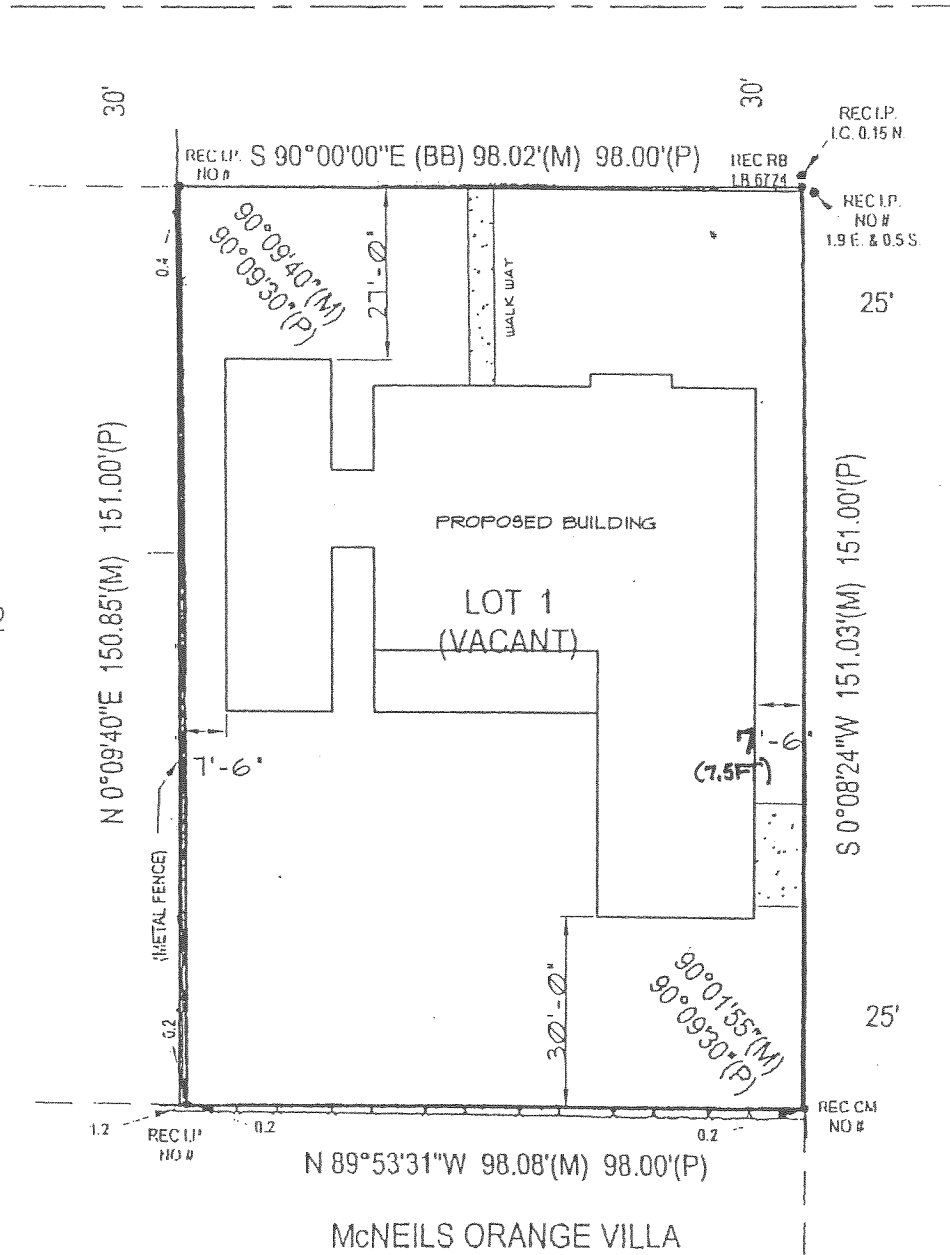 30'
30'
REC I.P.
I.C. 0.15 N.
REC I.P.
NO #
S 90°00'00"E (BB) 98.02'(M) 98.00'(P)
REC RB
LB 6774
REC I.P.
NO #
1.9 E. & 0.5 S.
90°09'40"(M)
90°09'30"(P)
0.4
27'-0"
WALK WAT
25'
N 0°09'40"E 150.85'(M) 151.00'(P)
PROPOSED BUILDING
LOT 1
(VACANT)
S 0°08'24"W 151.03'(M) 151.00'(P)
7'-6"
7'-6"
(7.5F")
(METAL FENCE)
30'-0"
90°01'55"(M)
90°09'30"(P)
25'
0.2
1.2
REC I.P.
NO #
0.2
0.2
REC CM
NO #
N 89°53'31"W 98.08'(M) 98.00'(P)
McNEILS ORANGE VILLA